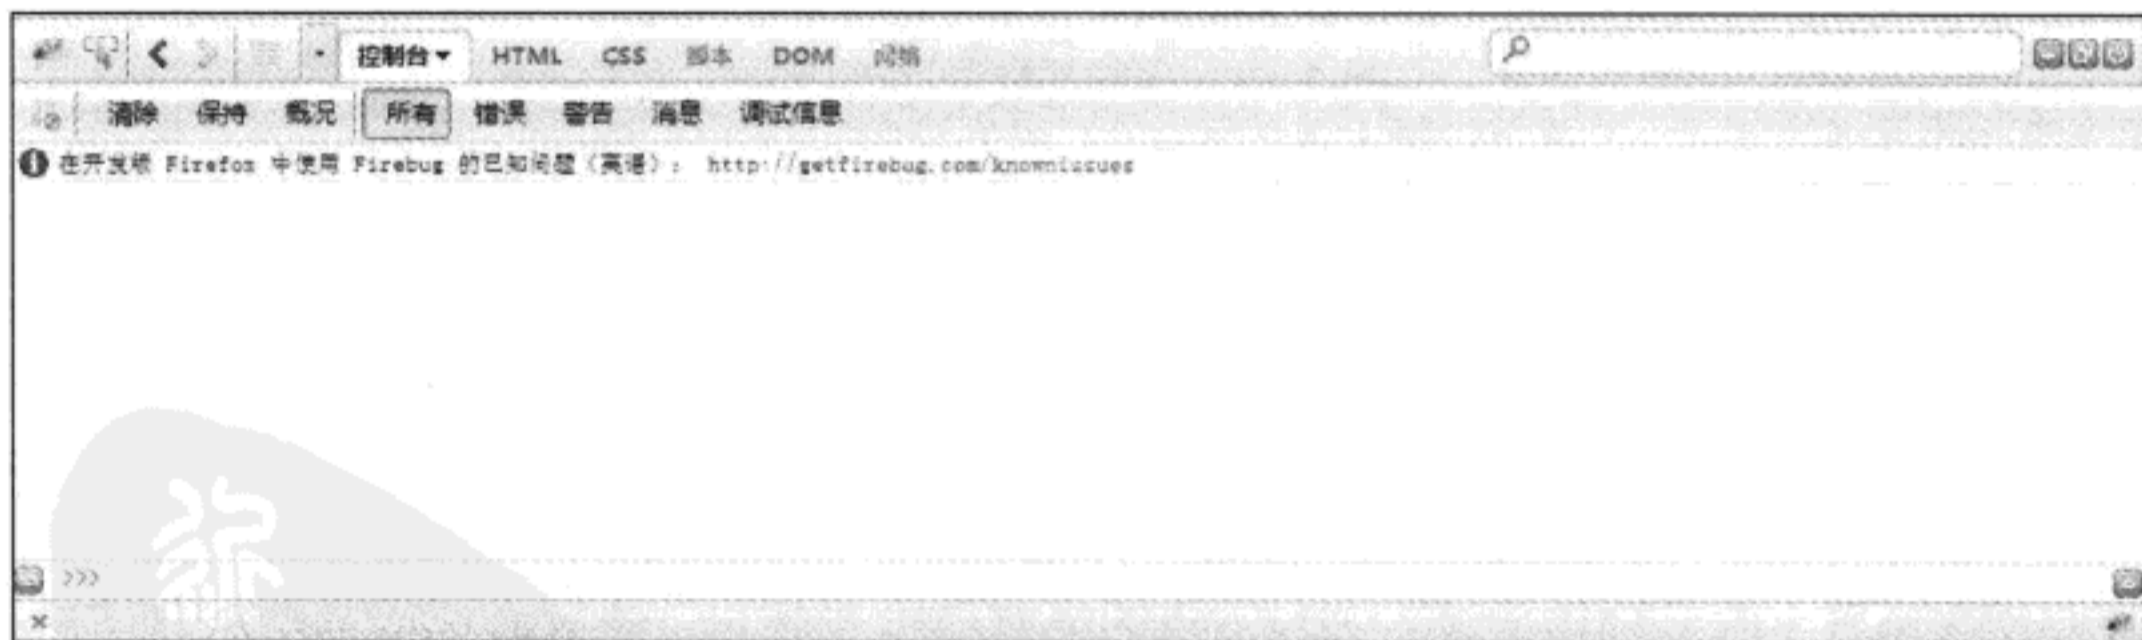 控制台 HTML CSS 脚本 DOM 网络
清除 保持 概况 所有 错误 警告 消息 调试信息
在开发版 Firefox 中使用 Firebug 的已知问题（英语）： http://getfirebug.com/knownissues
>>>